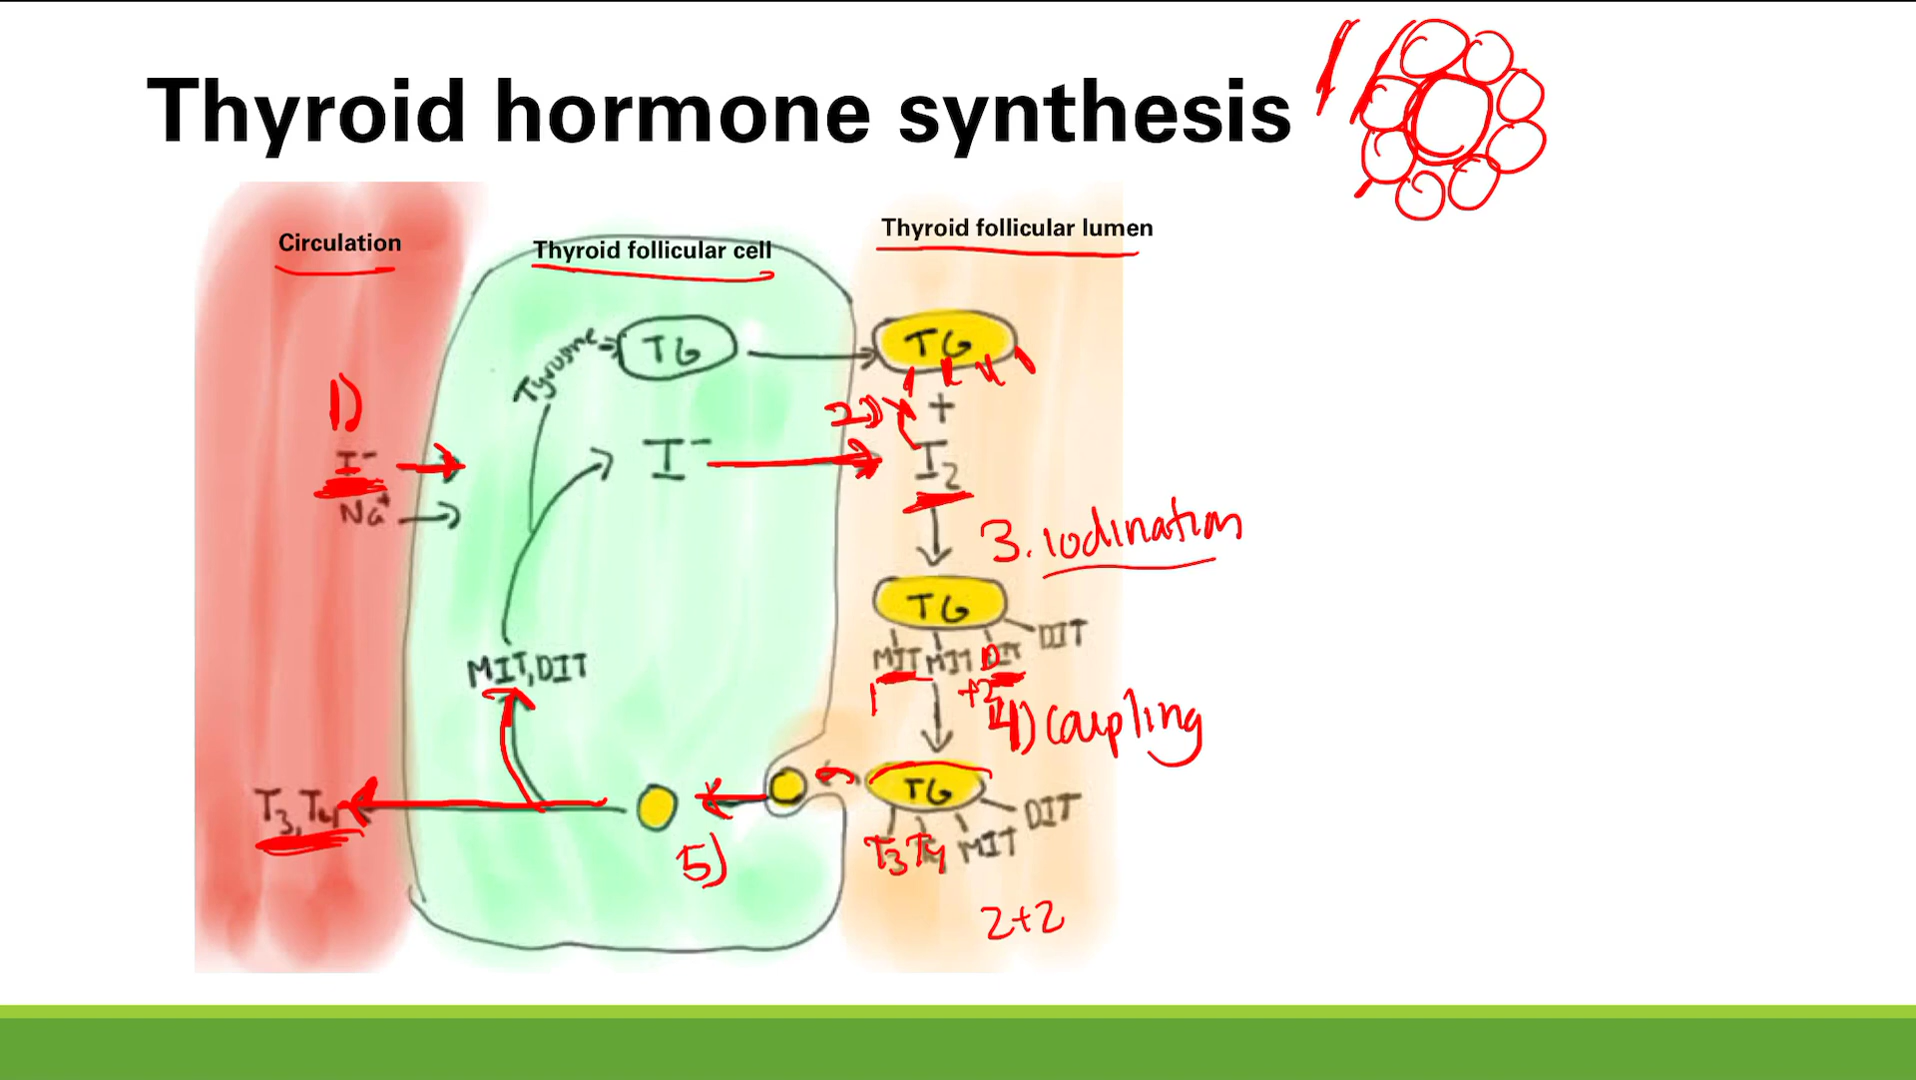 Thyroid hormone synthesis
Circulation
Thyroid follicular cell
Thyroid follicular lumen
Tyrosine
TG
TG
1)
2)
+
I-
Na+
I-
I2
3. iodination
TG
DIT
MIT MIT DIT
MIT, DIT
1 +2
4) coupling
TG
DIT
T3, T4
5)
T3 T4 MIT
2+2